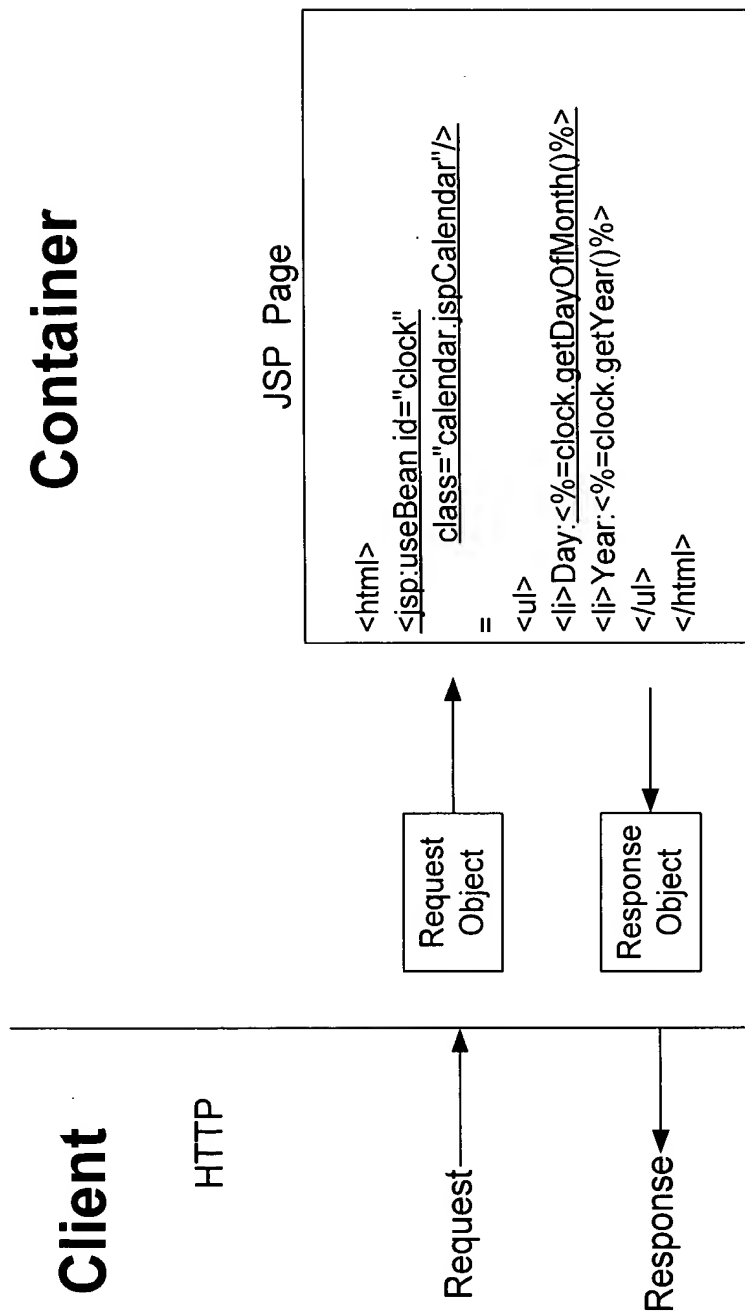 Client
Container
HTTP
JSP Page
Request
Request
Object
Response
Response
Object
<html>
<jsp:useBean id="clock"
class="calendar.jspCalendar"/>
=
<ul>
<li>Day:<%=clock.getDayOfMonth()%>
<li>Year:<%=clock.getYear()%>
</ul>
</html>